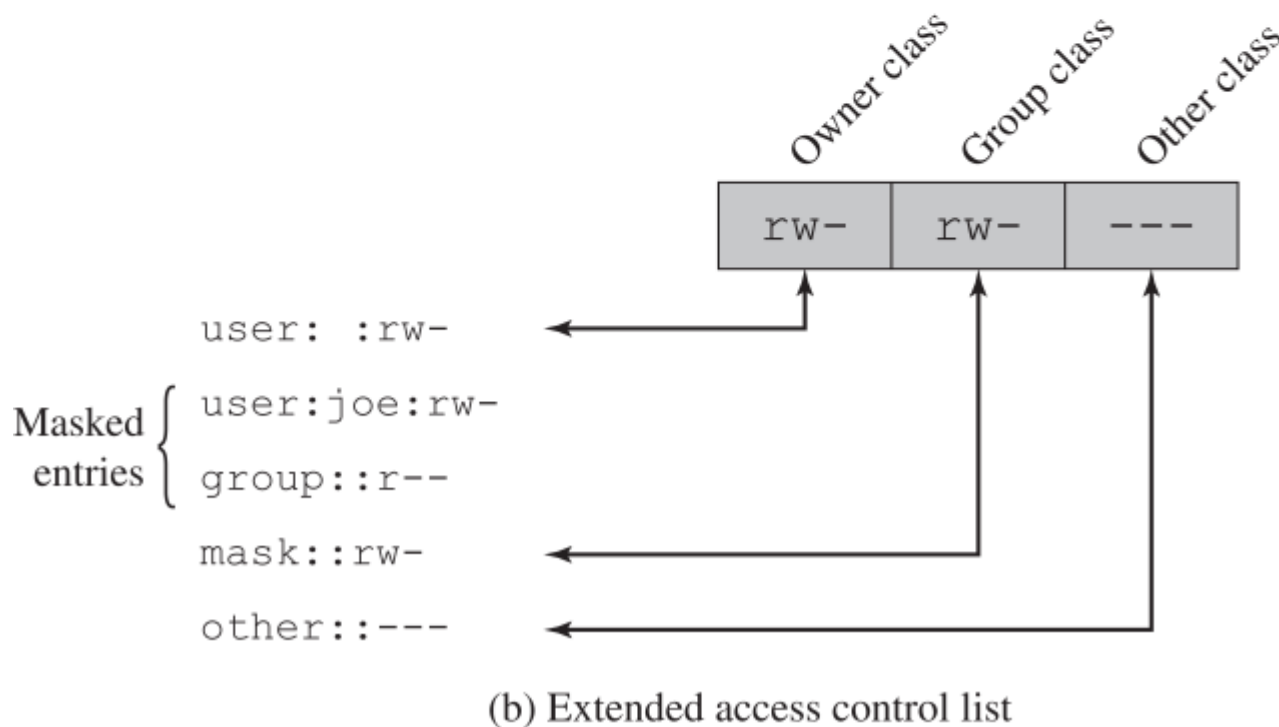 Owner class
Group class
Other class
rw- rw- ---
user: :rw-
user:joe:rw-
Masked
entries
group::r--
mask::rw-
other::---
(b) Extended access control list